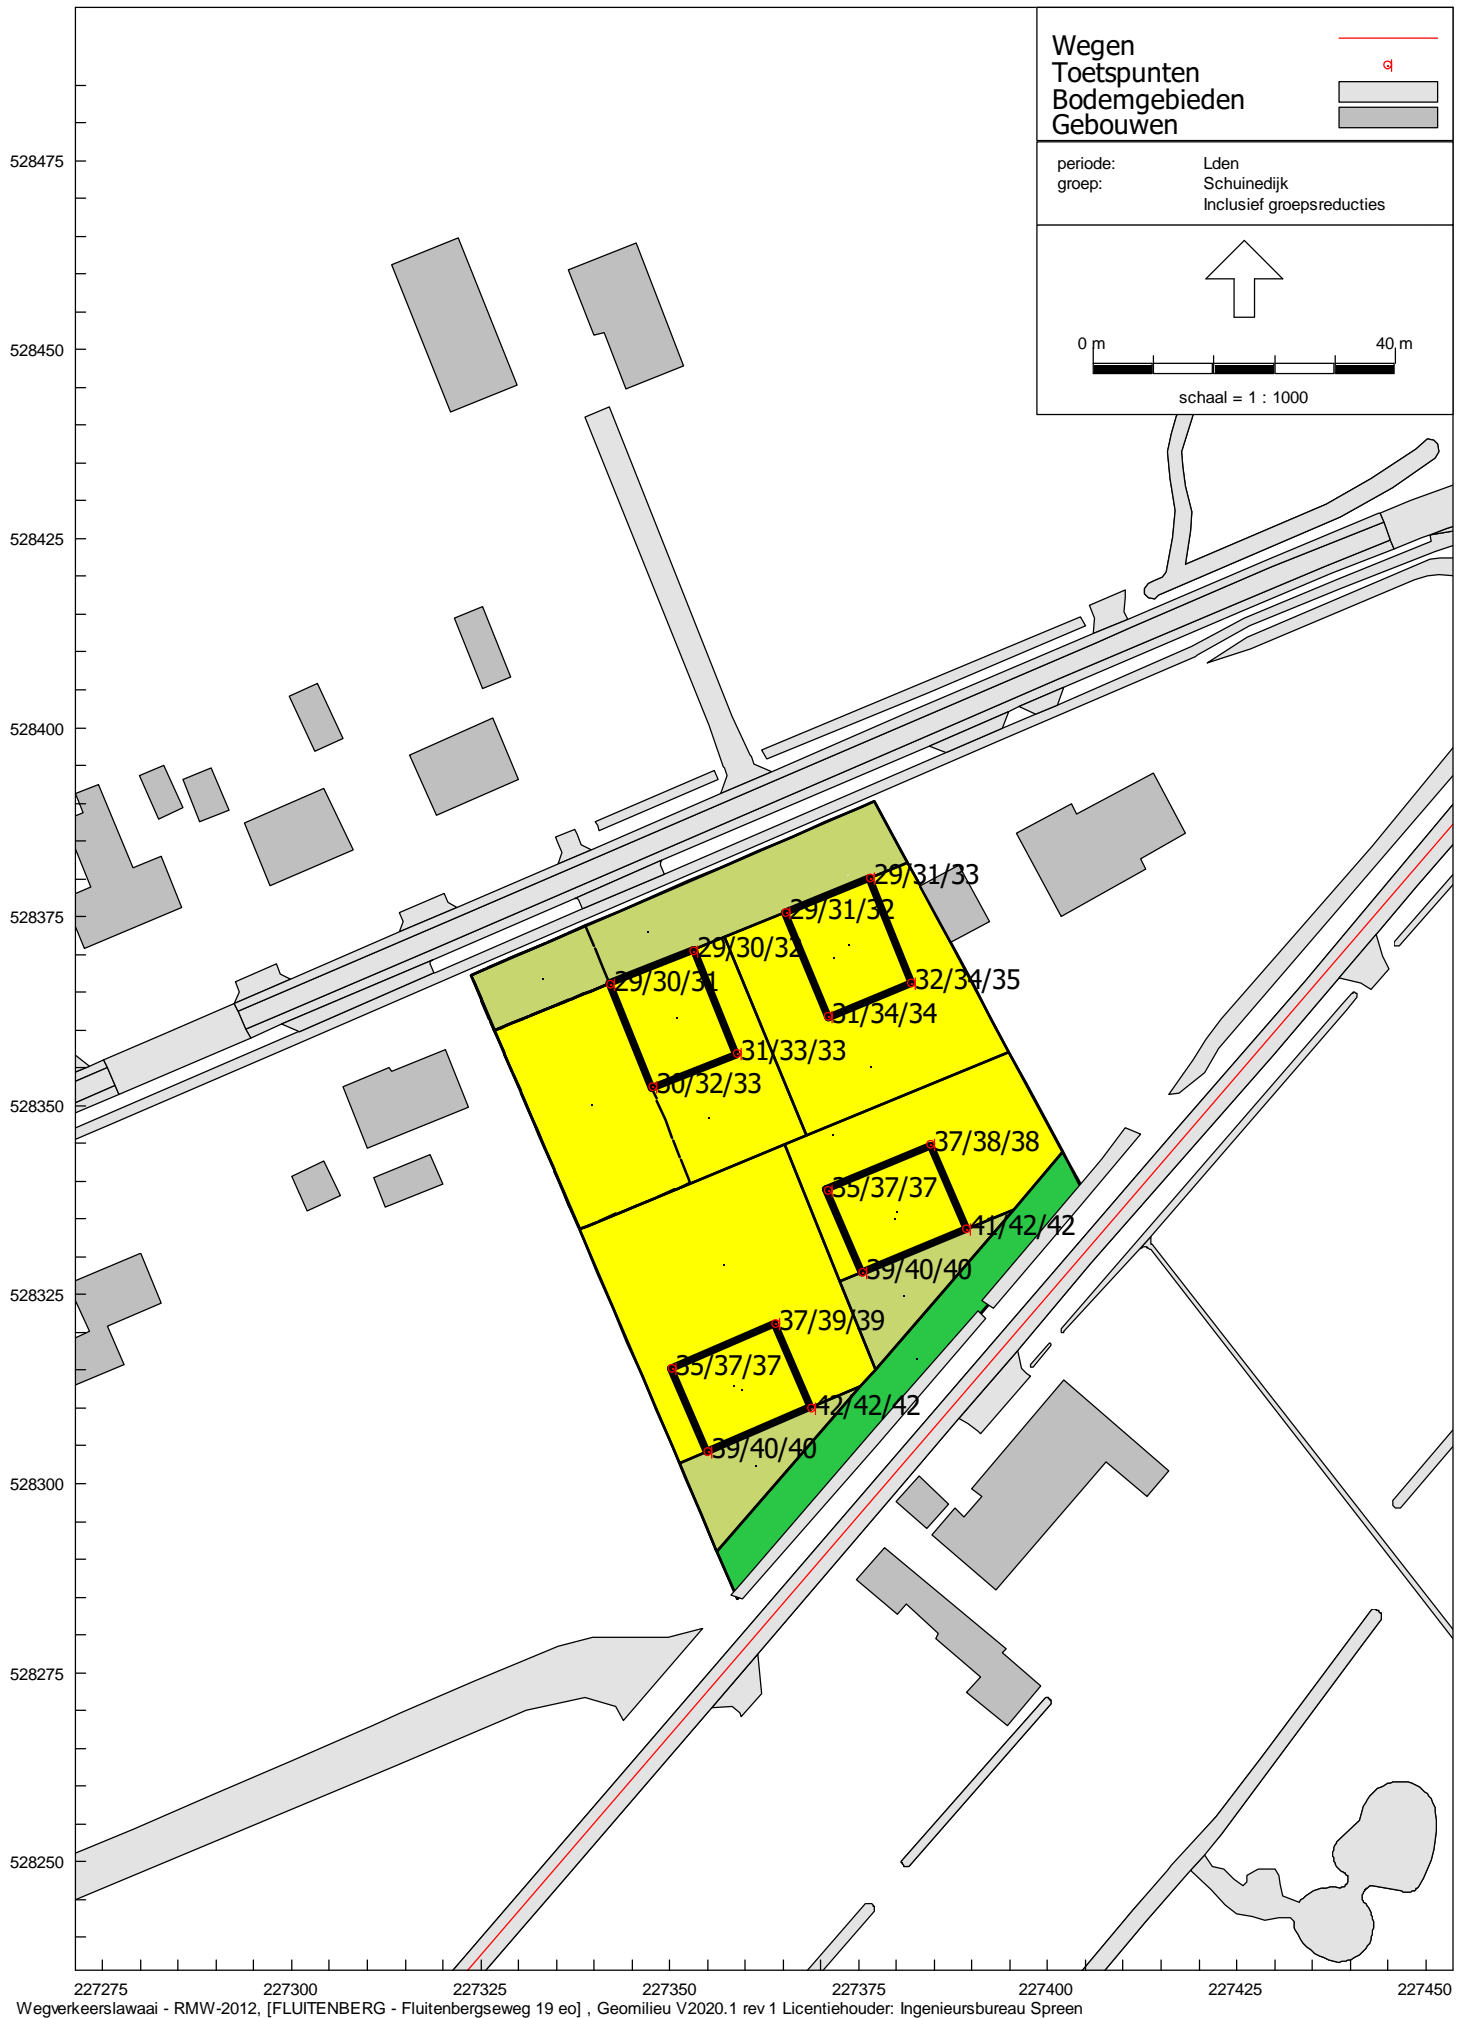 Wegen
Toetspunten
Bodemgebieden
Gebouwen
periode: Lden
groep: Schuinedijk
Inclusief groepsreducties
0 m 40 m
schaal = 1 : 1000
528475
528450
528425
528400
528375
528350
528325
528300
528275
528250
29/31/33
29/31/32
29/30/32
29/30/31
32/34/35
31/34/34
31/33/33
30/32/33
37/38/38
35/37/37
41/42/42
39/40/40
37/39/39
35/37/37
42/42/42
39/40/40
227275 227300 227325 227350 227375 227400 227425 227450
Wegverkeerslawaai - RMW-2012, [FLUITENBERG - Fluitenbergseweg 19 eo] , Geomilieu V2020.1 rev 1 Licentiehouder: Ingenieursbureau Spreen